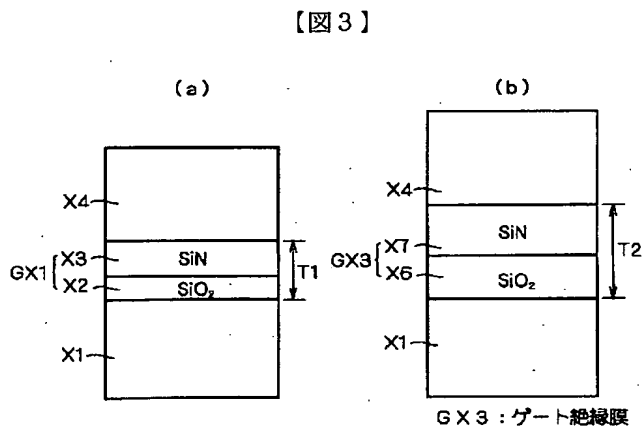 【図3】
(a)
X4
GX1 { X3 SiN
X2 SiO₂
T1
X1
(b)
X4
GX3 { X7 SiN
X6 SiO₂
T2
X1
GX3:ゲート絶縁膜